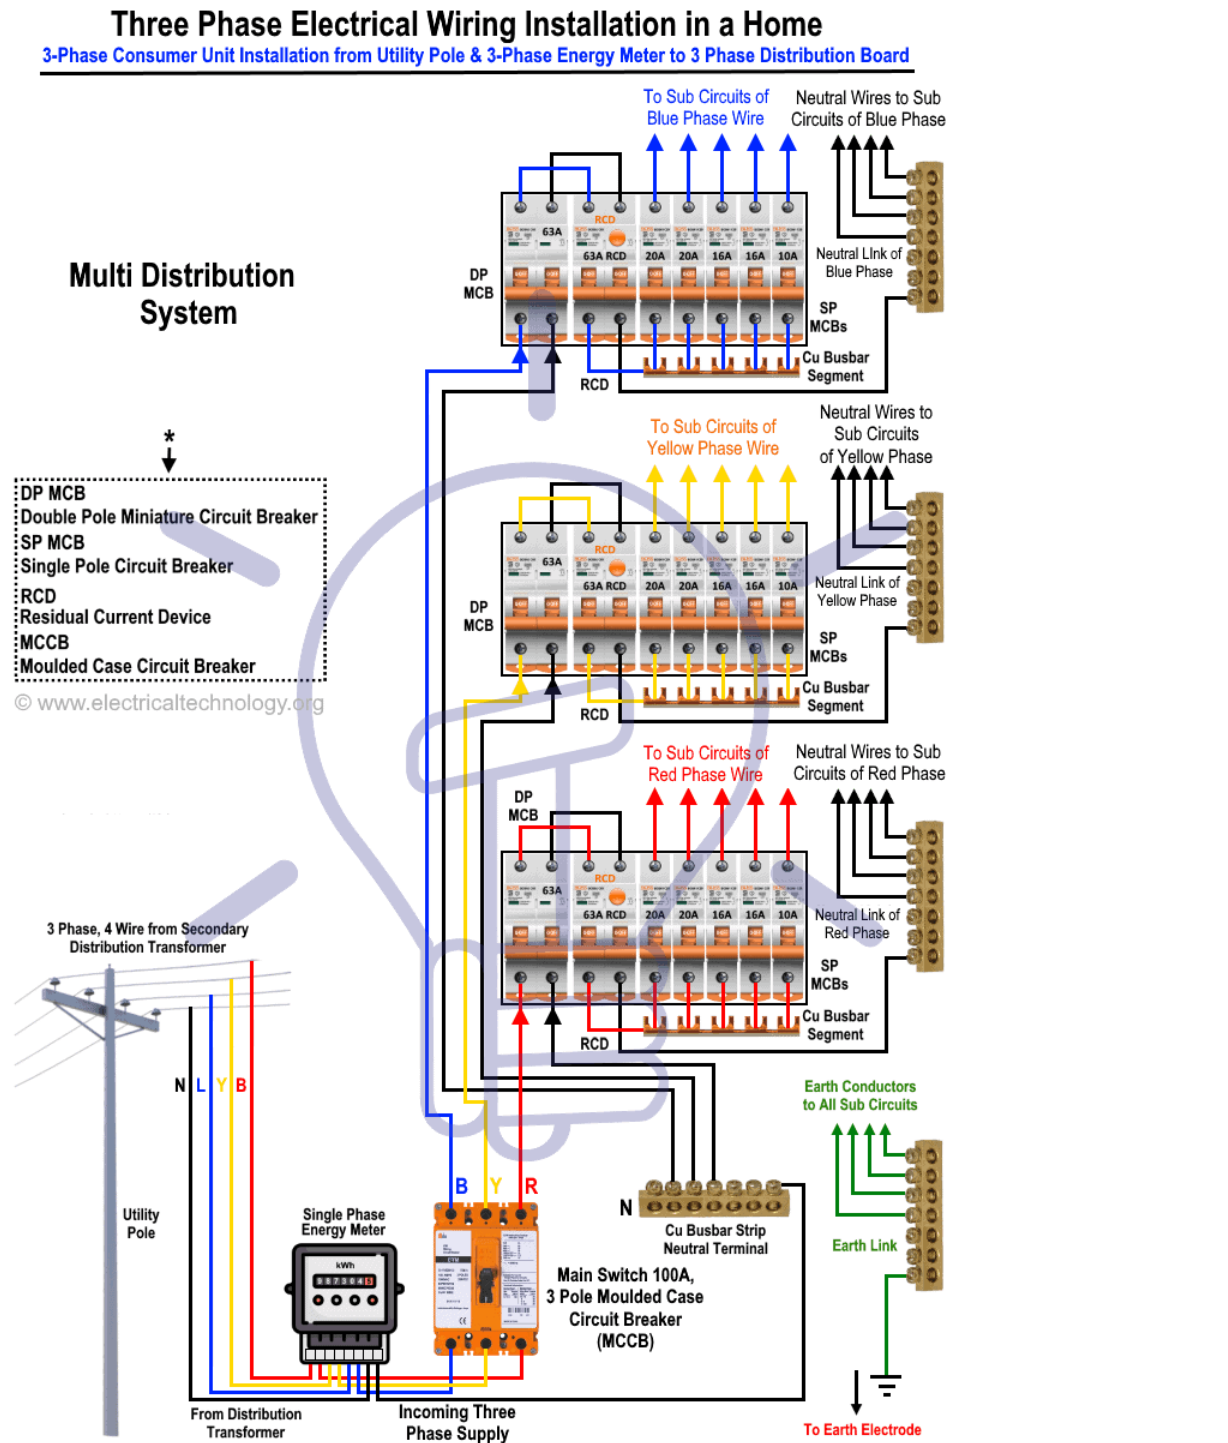 Three Phase Electrical Wiring Installation in a Home
3-Phase Consumer Unit Installation from Utility Pole & 3-Phase Energy Meter to 3 Phase Distribution Board
To Sub Circuits of
Blue Phase Wire
Neutral Wires to Sub
Circuits of Blue Phase
Multi Distribution
System
RCD
63A
63A RCD
20A
20A
16A
16A
10A
DP
MCB
Neutral LInk of
Blue Phase
SP
MCBs
Cu Busbar
Segment
RCD
*
DP MCB
Double Pole Miniature Circuit Breaker
SP MCB
Single Pole Circuit Breaker
RCD
Residual Current Device
MCCB
Moulded Case Circuit Breaker
© www.electricaltechnology.org
To Sub Circuits of
Yellow Phase Wire
Neutral Wires to
Sub Circuits
of Yellow Phase
RCD
63A
63A RCD
20A
20A
16A
16A
10A
DP
MCB
Neutral Link of
Yellow Phase
SP
MCBs
Cu Busbar
Segment
RCD
To Sub Circuits of
Red Phase Wire
Neutral Wires to Sub
Circuits of Red Phase
DP
MCB
RCD
63A
63A RCD
20A
20A
16A
16A
10A
Neutral Link of
Red Phase
SP
MCBs
Cu Busbar
Segment
RCD
3 Phase, 4 Wire from Secondary
Distribution Transformer
N L Y B
Utility
Pole
Single Phase
Energy Meter
kWh
B Y R
N
Cu Busbar Strip
Neutral Terminal
Main Switch 100A,
3 Pole Moulded Case
Circuit Breaker
(MCCB)
Earth Conductors
to All Sub Circuits
Earth Link
From Distribution
Transformer
Incoming Three
Phase Supply
To Earth Electrode